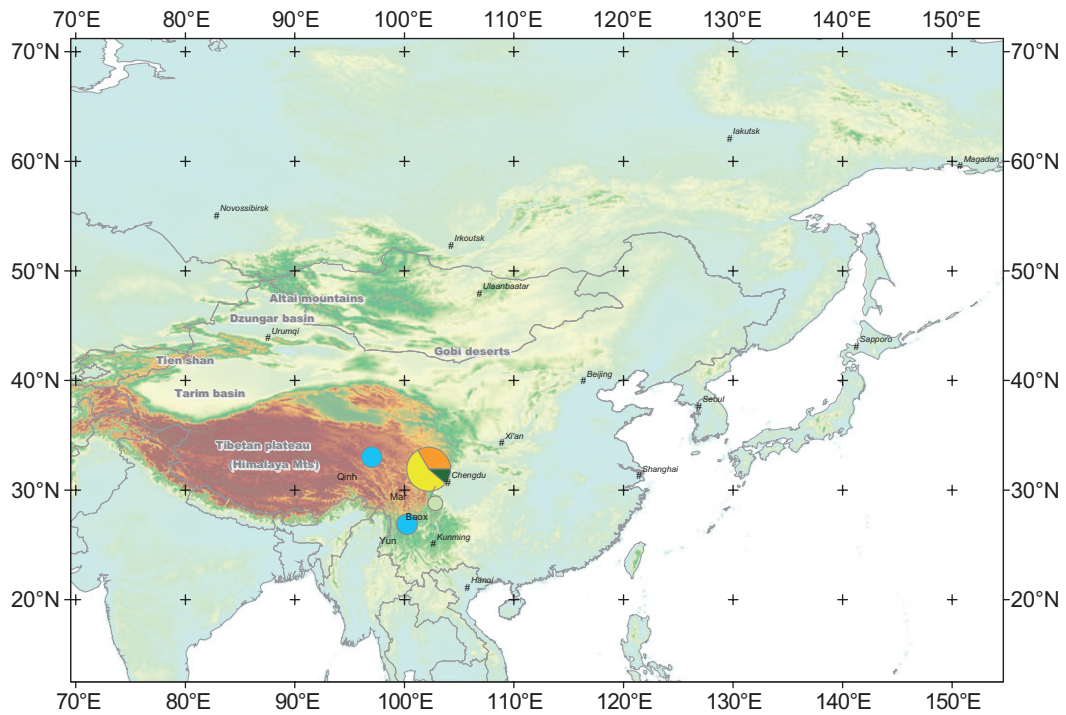 70°E 80°E 90°E 100°E 110°E 120°E 130°E 140°E 150°E
70°N 70°N
# Iakutsk
60°N # Magadan 60°N
# Novossibirsk
# Irkoutsk
50°N 50°N
# Ulaanbaatar
Altai mountains
Dzungar basin
# Urumqi
# Sapporo
Gobi deserts
Tien shan
40°N # Beijing 40°N
Tarim basin
# Seoul
# Xi'an
Tibetan plateau
(Himalaya Mts)
# Chengdu # Shanghai
Qinh
30°N 30°N
Mal
Baox
Yun # Kunming
# Hanoi
20°N 20°N
70°E 80°E 90°E 100°E 110°E 120°E 130°E 140°E 150°E